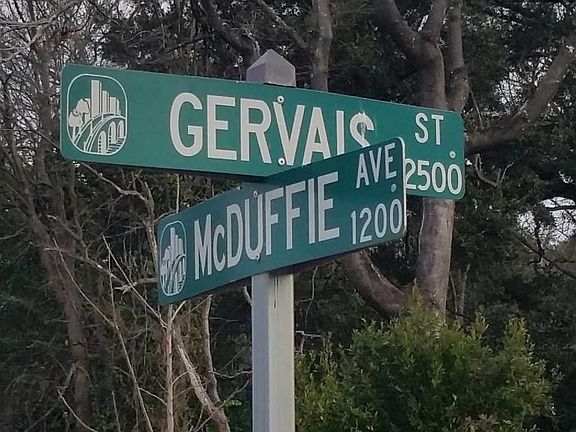 GERVAIS ST
2500
McDUFFIE AVE
1200